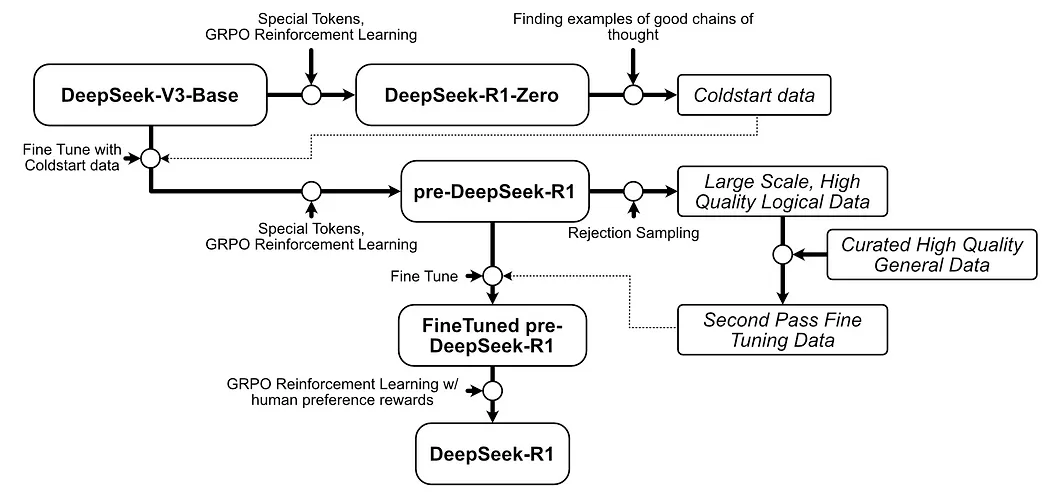 Special Tokens,
GRPO Reinforcement Learning
Finding examples of good chains of
thought
DeepSeek-V3-Base
DeepSeek-R1-Zero
Coldstart data
Fine Tune with
Coldstart data
pre-DeepSeek-R1
Large Scale, High
Quality Logical Data
Special Tokens,
GRPO Reinforcement Learning
Rejection Sampling
Curated High Quality
General Data
Fine Tune
FineTuned pre-
DeepSeek-R1
Second Pass Fine
Tuning Data
GRPO Reinforcement Learning w/
human preference rewards
DeepSeek-R1